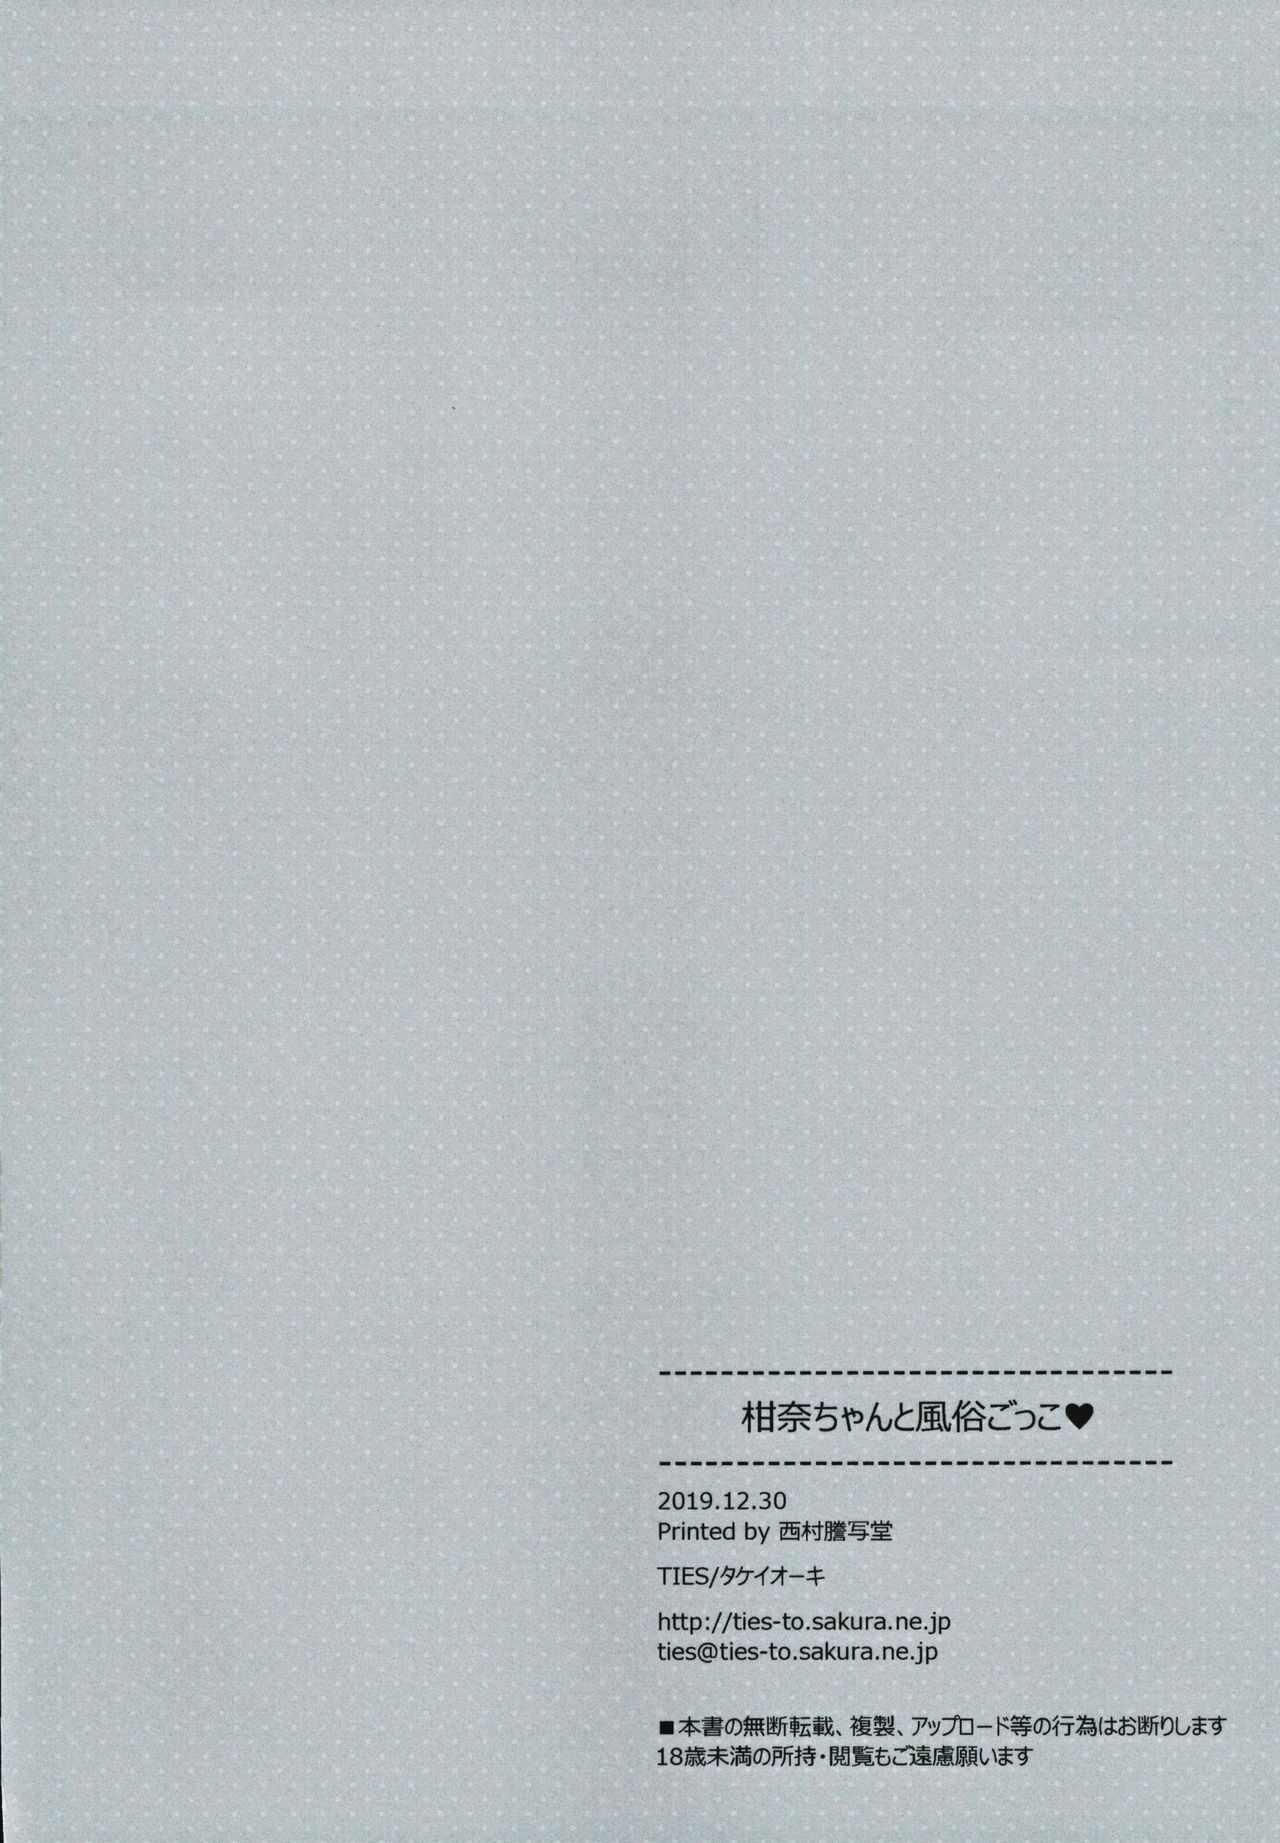 柑奈ちゃんと風俗ごっこ♥
2019.12.30
Printed by 西村謄写堂
TIES/タケイオーキ
http://ties-to.sakura.ne.jp
ties@ties-to.sakura.ne.jp
■本書の無断転載、複製、アップロード等の行為はお断りします
18歳未満の所持・閲覧もご遠慮願います